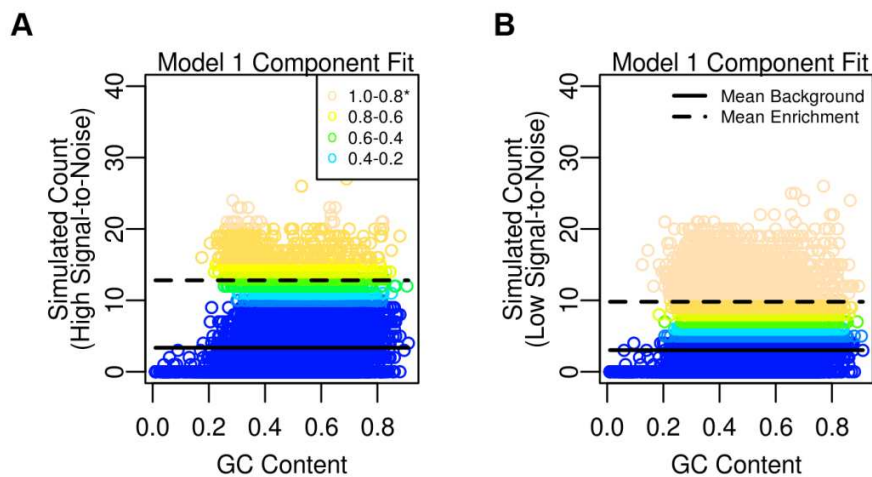 A
Model 1 Component Fit
Simulated Count
(High Signal-to-Noise)
40
30
20
10
0
1.0-0.8*
0.8-0.6
0.6-0.4
0.4-0.2
0.0 0.2 0.4 0.6 0.8
GC Content
B
Model 1 Component Fit
Simulated Count
(Low Signal-to-Noise)
40
30
20
10
0
Mean Background
Mean Enrichment
0.0 0.2 0.4 0.6 0.8
GC Content